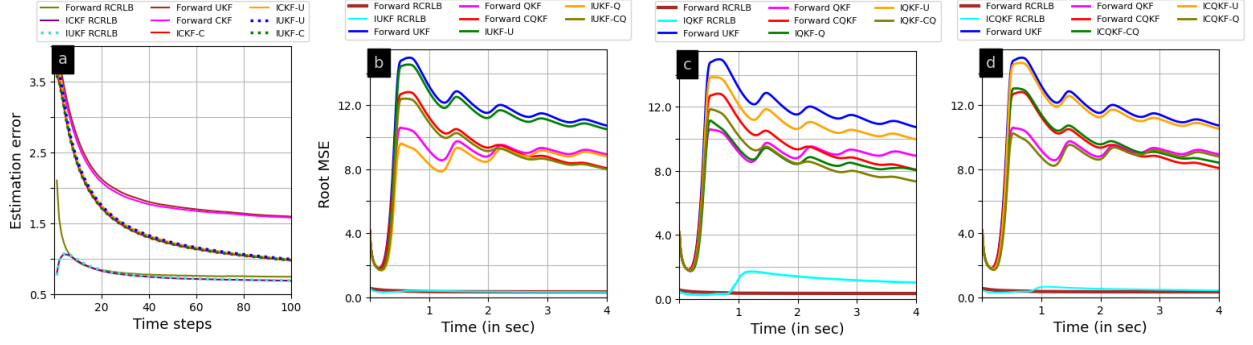 Forward RCRLB
ICKF RCRLB
IUKF RCRLB
Forward UKF
Forward CKF
ICKF-C
ICKF-U
IUKF-U
IUKF-C
a
3.5
2.5
1.5
0.5
20
40
60
80
100
Estimation error
Time steps
Forward RCRLB
IUKF RCRLB
Forward UKF
Forward QKF
Forward CQKF
IUKF-U
IUKF-Q
IUKF-CQ
b
12.0
8.0
4.0
0.0
0
1
2
3
4
Root MSE
Time (in sec)
Forward RCRLB
IQKF RCRLB
Forward UKF
Forward QKF
Forward CQKF
IQKF-Q
IQKF-U
IQKF-CQ
c
12.0
8.0
4.0
0.0
0
1
2
3
4
Time (in sec)
Forward RCRLB
ICQKF RCRLB
Forward UKF
Forward QKF
Forward CQKF
ICQKF-CQ
ICQKF-U
ICQKF-Q
d
12.0
8.0
4.0
0.0
0
1
2
3
4
Time (in sec)